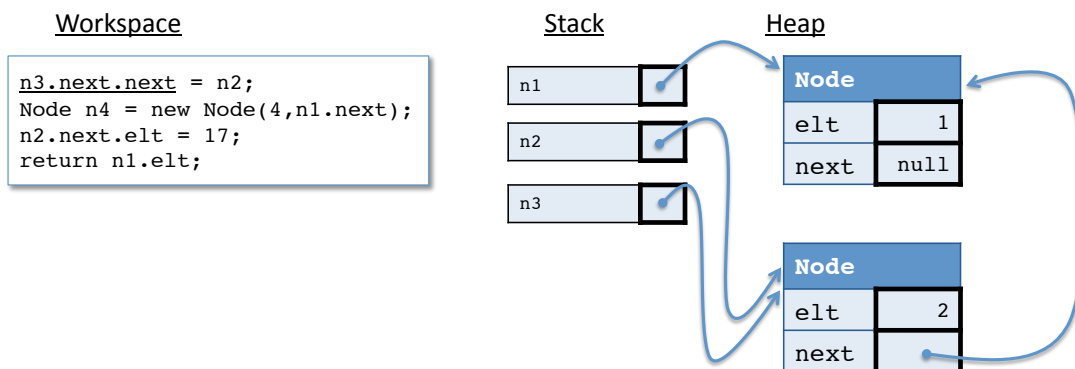 Workspace
Stack
Heap
n3.next.next = n2;
Node n4 = new Node(4,n1.next);
n2.next.elt = 17;
return n1.elt;
n1
n2
n3
Node
elt 1
next null
Node
elt 2
next